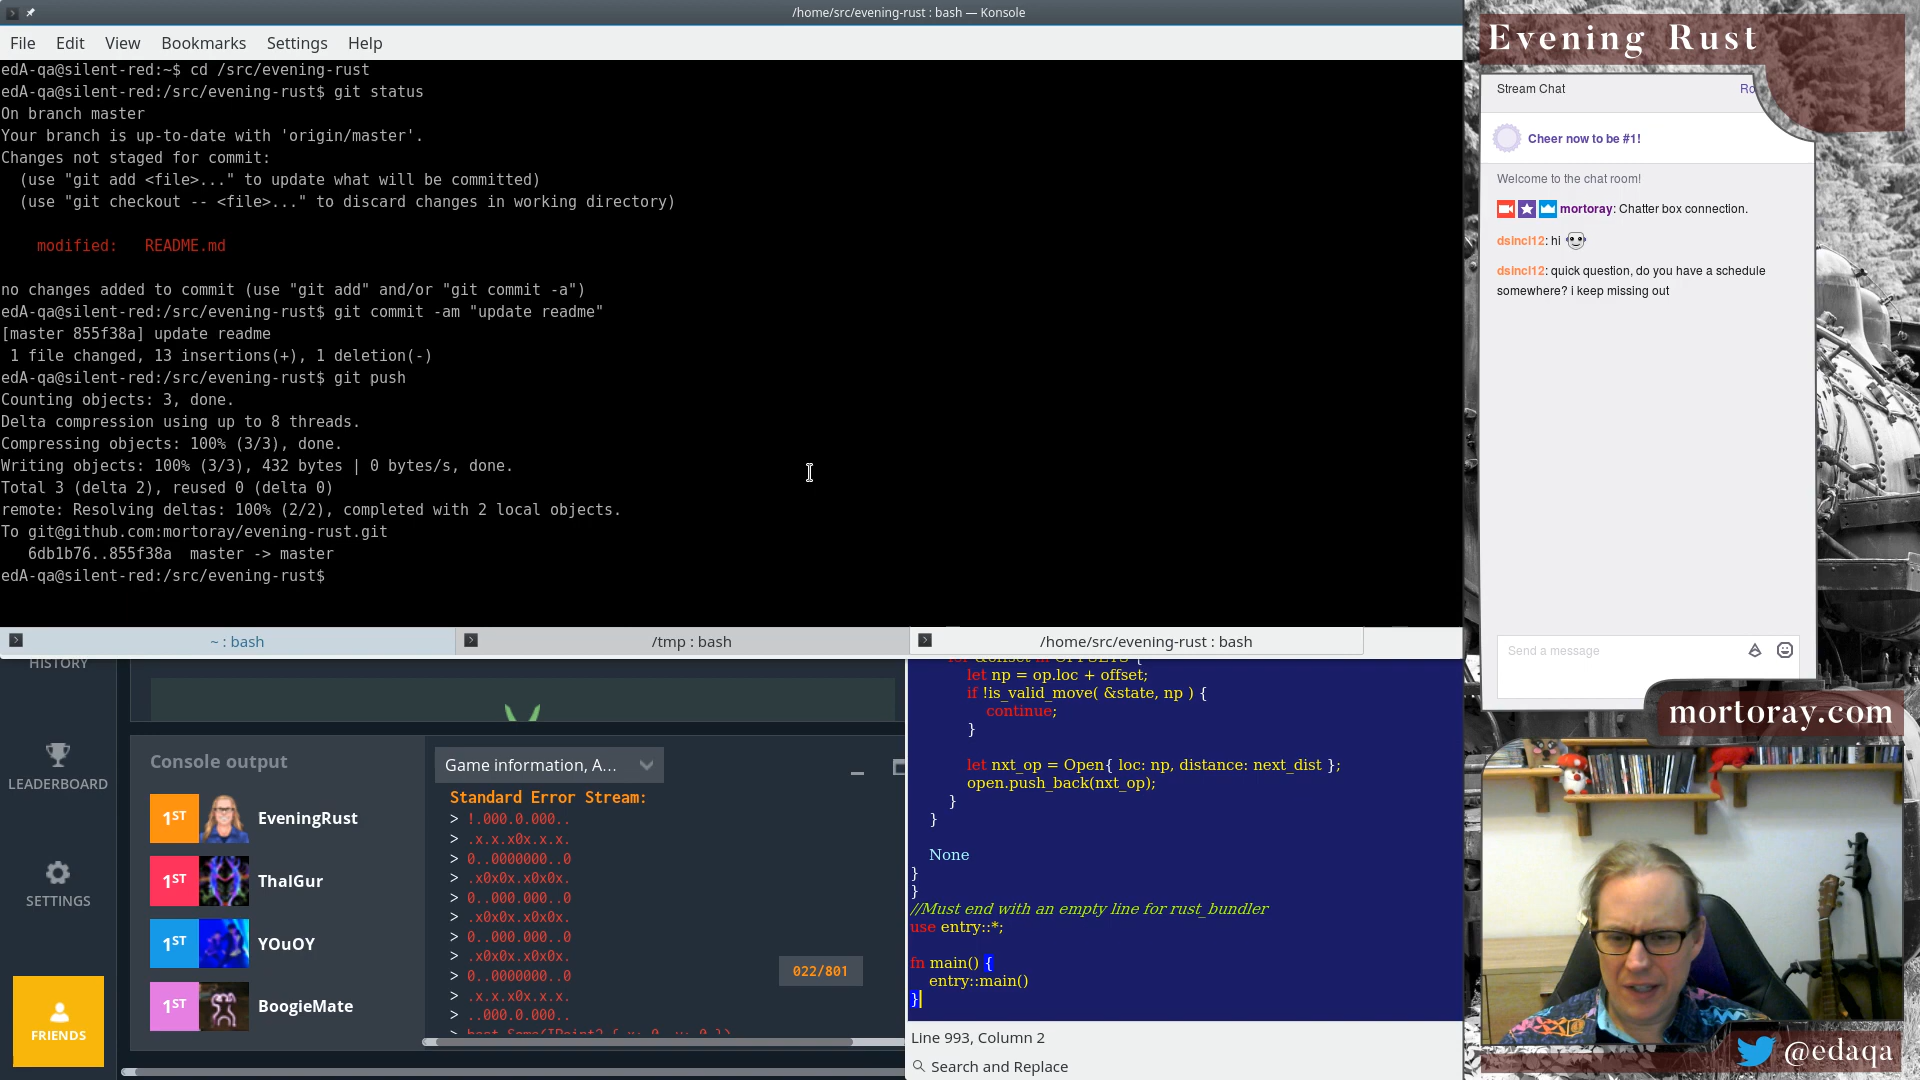 /home/src/evening-rust : bash — Konsole
File Edit View Bookmarks Settings Help
edA-qa@silent-red:~$ cd /src/evening-rust
edA-qa@silent-red:/src/evening-rust$ git status
On branch master
Your branch is up-to-date with 'origin/master'.
Changes not staged for commit:
(use "git add <file>..." to update what will be committed)
(use "git checkout -- <file>..." to discard changes in working directory)
modified: README.md
no changes added to commit (use "git add" and/or "git commit -a")
edA-qa@silent-red:/src/evening-rust$ git commit -am "update readme"
[master 855f38a] update readme
1 file changed, 13 insertions(+), 1 deletion(-)
edA-qa@silent-red:/src/evening-rust$ git push
Counting objects: 3, done.
Delta compression using up to 8 threads.
Compressing objects: 100% (3/3), done.
Writing objects: 100% (3/3), 432 bytes | 0 bytes/s, done.
Total 3 (delta 2), reused 0 (delta 0)
remote: Resolving deltas: 100% (2/2), completed with 2 local objects.
To git@github.com:mortoray/evening-rust.git
6db1b76..855f38a master -> master
edA-qa@silent-red:/src/evening-rust$
~ : bash
/tmp : bash
/home/src/evening-rust : bash
HISTORY
LEADERBOARD
SETTINGS
FRIENDS
Console output
1ST EveningRust
1ST ThalGur
1ST YOuOY
1ST BoogieMate
Game information, A...
Standard Error Stream:
> !.000.0.000..
> .x.x.x0x.x.x.
> 0..0000000..0
> .x0x0x.x0x0x.
> 0..000.000..0
> .x0x0x.x0x0x.
> 0..000.000..0
> .x0x0x.x0x0x.
> 0..0000000..0
> .x.x.x0x.x.x.
> ..000.0.000..
> best Some(IPoint2 { x: 0, y: 0 })
022/801
for &offset in OFFSETS {
let np = op.loc + offset;
if !is_valid_move( &state, np ) {
continue;
}
let nxt_op = Open{ loc: np, distance: next_dist };
open.push_back(nxt_op);
}
}
None
}
}
//Must end with an empty line for rust_bundler
use entry::*;
fn main() {
entry::main()
}
Line 993, Column 2
Search and Replace
Evening Rust
Stream Chat
Ro
Cheer now to be #1!
Welcome to the chat room!
mortoray: Chatter box connection.
dsincl12: hi
dsincl12: quick question, do you have a schedule
somewhere? i keep missing out
Send a message
mortoray.com
@edaqa